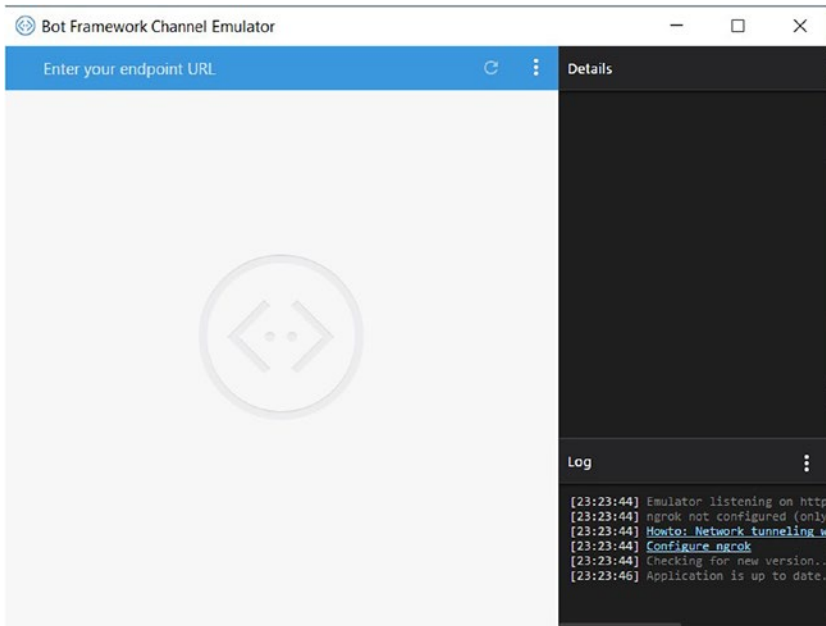 Bot Framework Channel Emulator
Enter your endpoint URL
Details
Log
[23:23:44] Emulator listening on http
[23:23:44] ngrok not configured (only
[23:23:44] Howto: Network tunneling w
[23:23:44] Configure ngrok
[23:23:44] Checking for new version..
[23:23:46] Application is up to date.